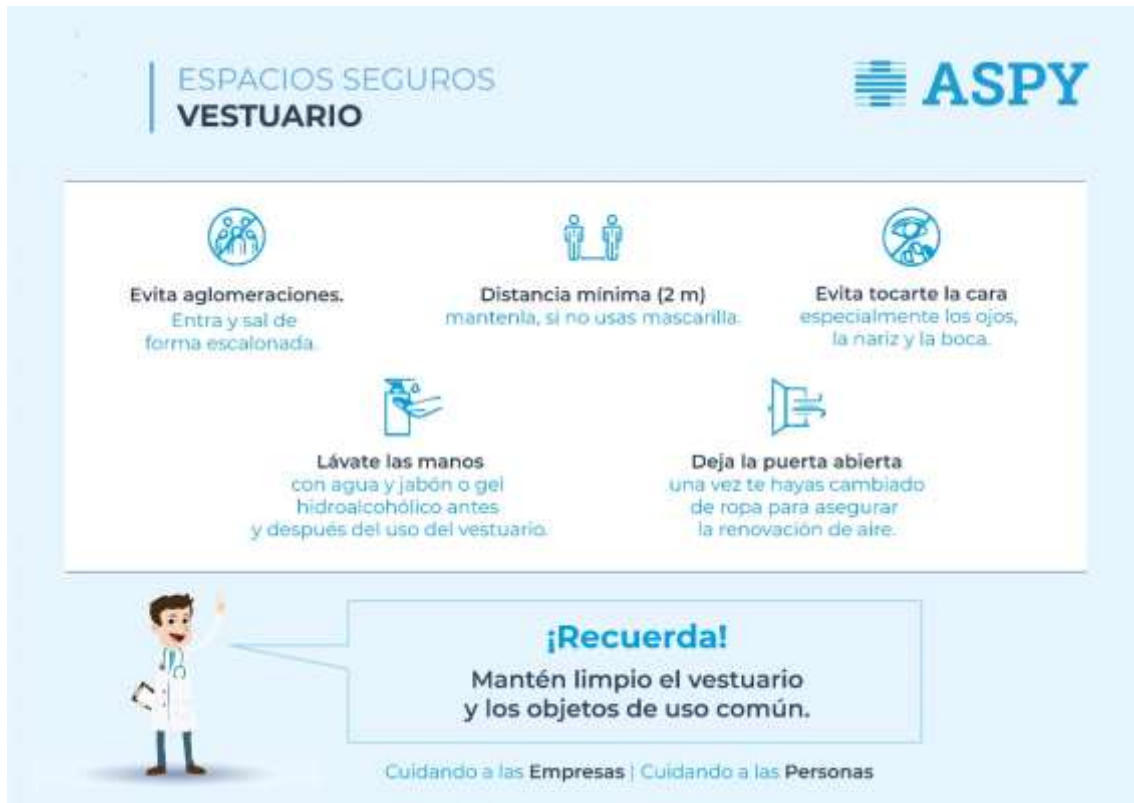 ESPACIOS SEGUROS
VESTUARIO
ASPY
Evita aglomeraciones.
Entra y sal de
forma escalonada.
Distancia mínima (2 m)
mantenla, si no usas mascarilla.
Evita tocarte la cara
especialmente los ojos,
la nariz y la boca.
Lávate las manos
con agua y jabón o gel
hidroalcohólico antes
y después del uso del vestuario.
Deja la puerta abierta
una vez te hayas cambiado
de ropa para asegurar
la renovación de aire.
¡Recuerda!
Mantén limpio el vestuario
y los objetos de uso común.
Cuidando a las Empresas | Cuidando a las Personas